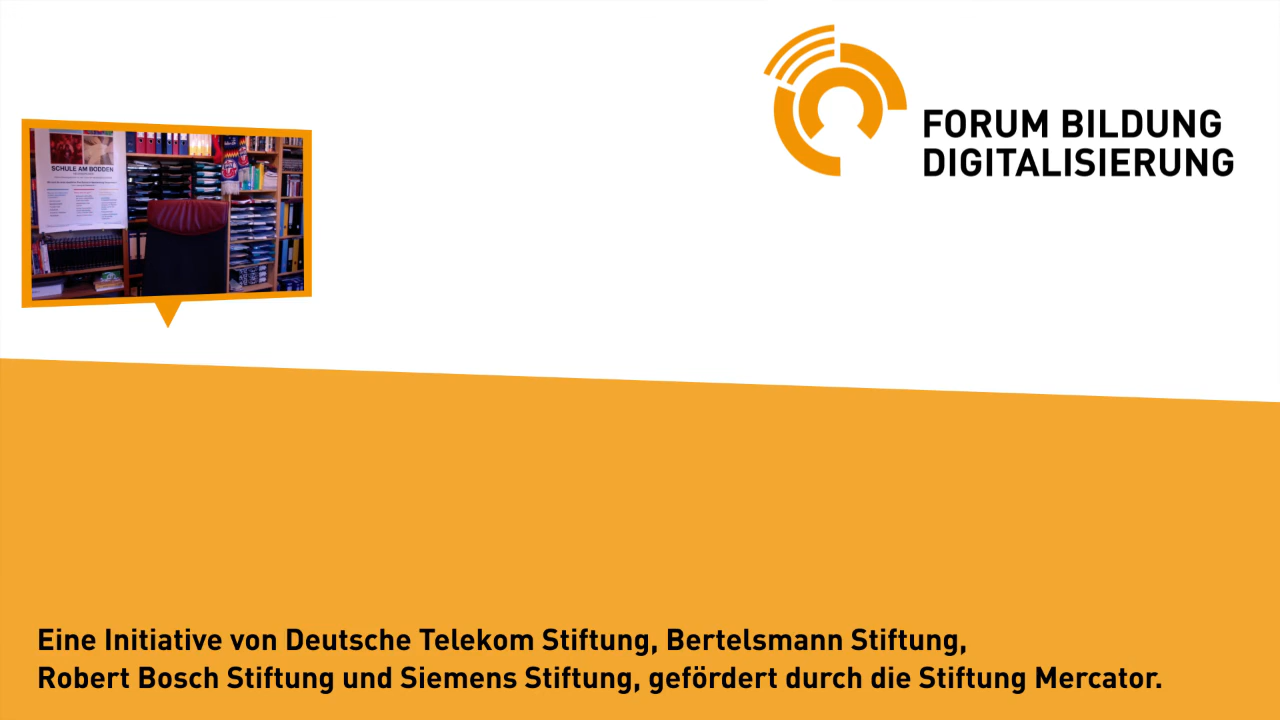 FORUM BILDUNG
DIGITALISIERUNG
SCHULE AM BODDEN
Eine Initiative von Deutsche Telekom Stiftung, Bertelsmann Stiftung,
Robert Bosch Stiftung und Siemens Stiftung, gefördert durch die Stiftung Mercator.